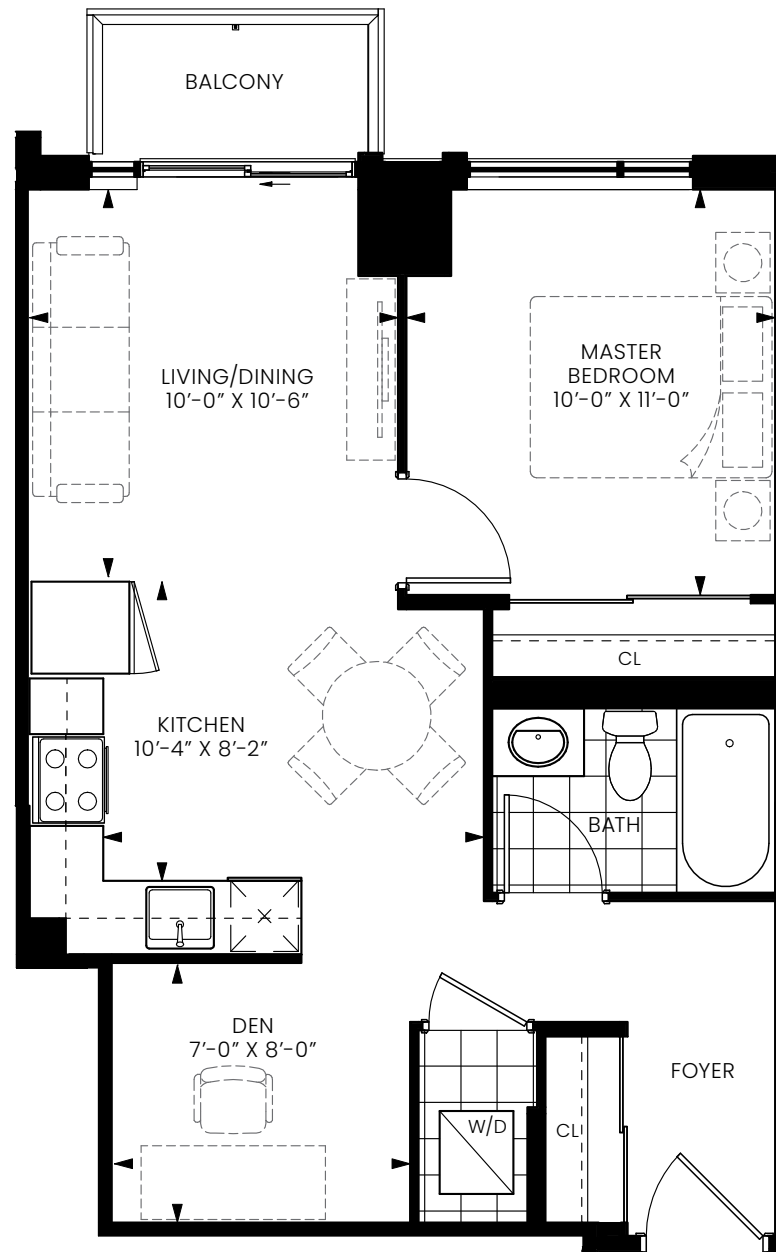 BALCONY
LIVING/DINING
10’-0” X 10’-6”
MASTER
BEDROOM
10’-0” X 11’-0”
CL
KITCHEN
10’-4” X 8’-2”
BATH
DEN
7’-0” X 8’-0”
W/D
CL
FOYER